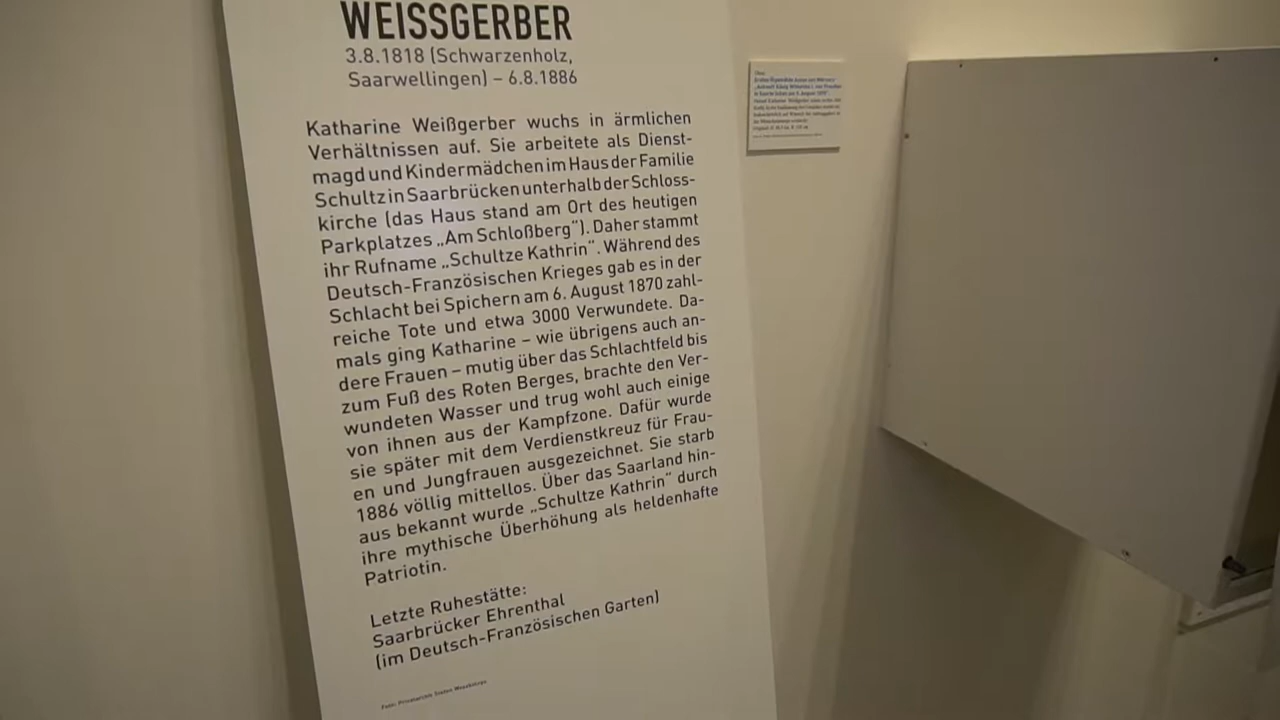 WEISSGERBER
3.8.1818 (Schwarzenholz,
Saarwellingen) – 6.8.1886
Katharine Weißgerber wuchs in ärmlichen
Verhältnissen auf. Sie arbeitete als Dienst-
magd und Kindermädchen im Haus der Familie
Schultz in Saarbrücken unterhalb der Schloss-
kirche (das Haus stand am Ort des heutigen
Parkplatzes „Am Schloßberg“). Daher stammt
ihr Rufname „Schultze Kathrin“. Während des
Deutsch-Französischen Krieges gab es in der
Schlacht bei Spichern am 6. August 1870 zahl-
reiche Tote und etwa 3000 Verwundete. Da-
mals ging Katharine – wie übrigens auch an-
dere Frauen – mutig über das Schlachtfeld bis
zum Fuß des Roten Berges, brachte den Ver-
wundeten Wasser und trug wohl auch einige
von ihnen aus der Kampfzone. Dafür wurde
sie später mit dem Verdienstkreuz für Frau-
en und Jungfrauen ausgezeichnet. Sie starb
1886 völlig mittellos. Über das Saarland hin-
aus bekannt wurde „Schultze Kathrin“ durch
ihre mythische Überhöhung als heldenhafte
Patriotin.
Letzte Ruhestätte:
Saarbrücker Ehrenthal
(im Deutsch-Französischen Garten)
Foto: Privatarchiv